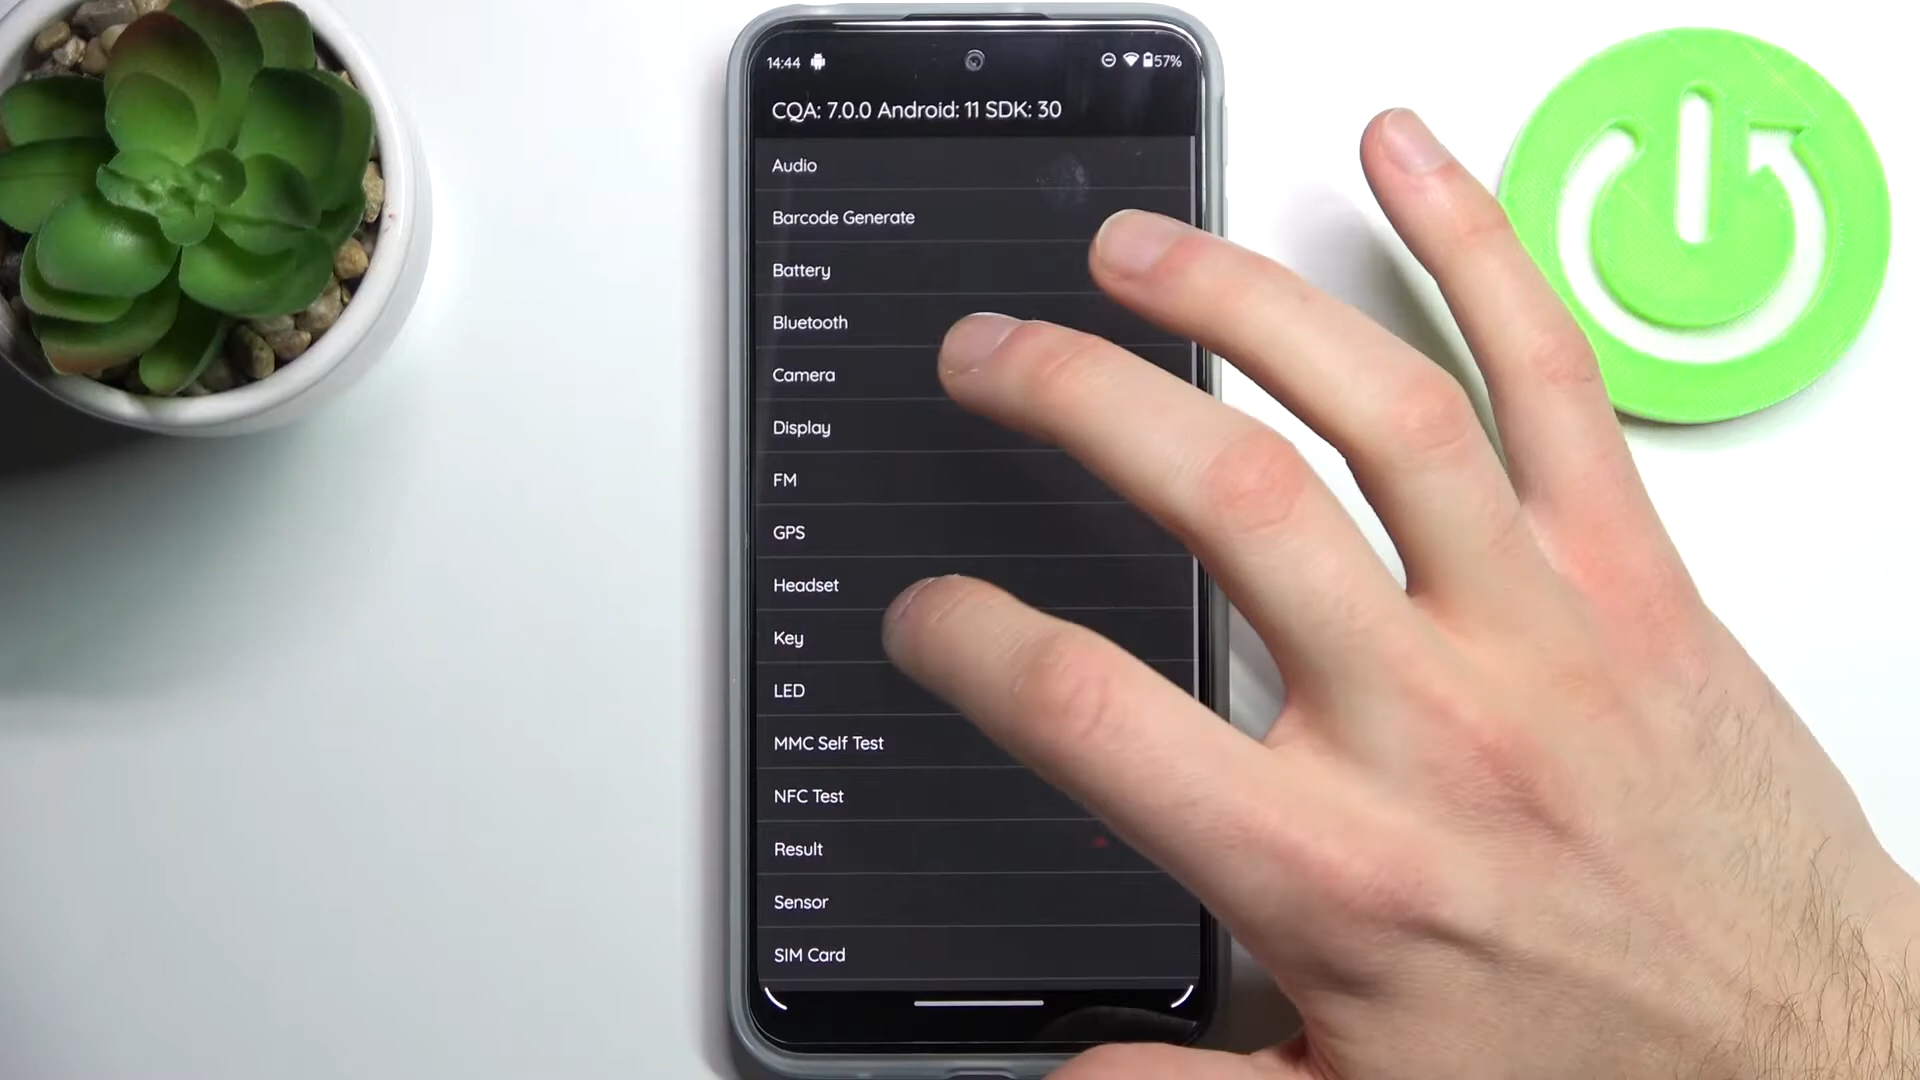 14:44 57%
CQA: 7.0.0 Android: 11 SDK: 30
Audio
Barcode Generate
Battery
Bluetooth
Camera
Display
FM
GPS
Headset
Key
LED
MMC Self Test
NFC Test
Result
Sensor
SIM Card